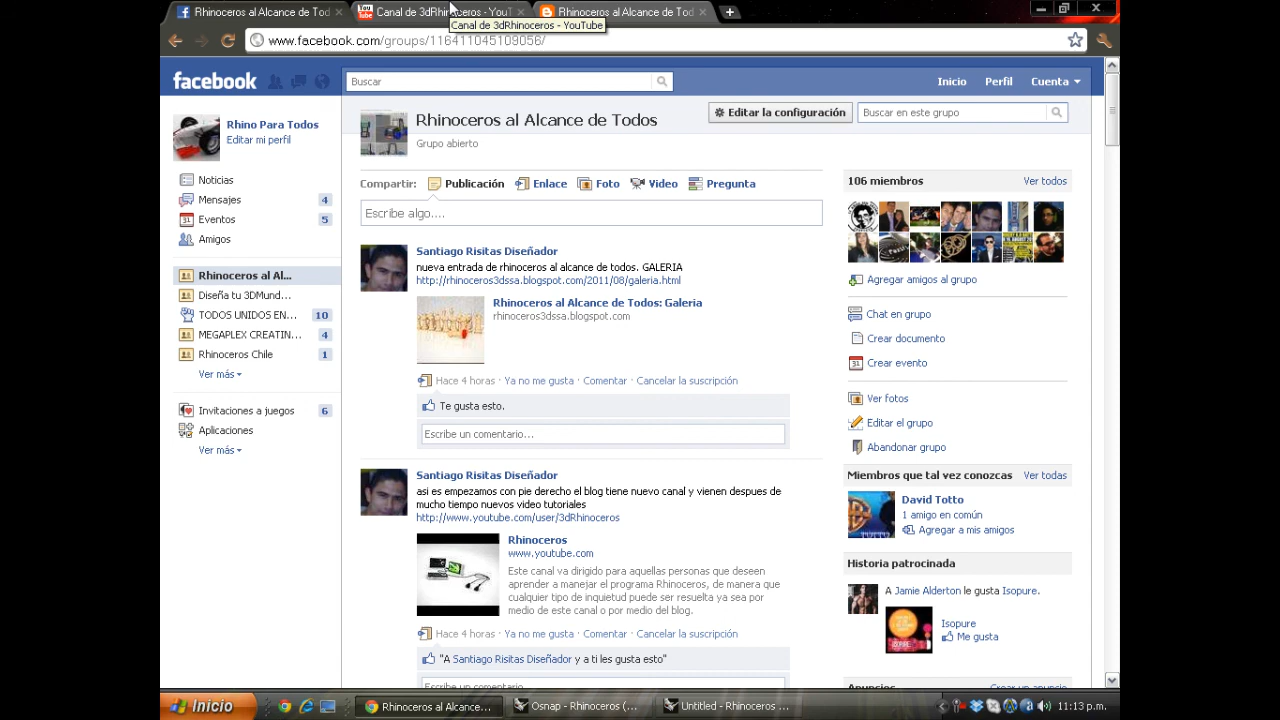 Rhinoceros al Alcance de Tod
Canal de 3dRhinoceros - YouT
Rhinoceros al Alcance de Tod
Canal de 3dRhinoceros - YouTube
www.facebook.com/groups/116411045109056/
facebook
Buscar
Inicio
Perfil
Cuenta
Rhino Para Todos
Editar mi perfil
Noticias
Mensajes 4
Eventos 5
Amigos
Rhinoceros al Al...
Diseña tu 3DMund...
TODOS UNIDOS EN... 10
MEGAPLEX CREATIN... 4
Rhinoceros Chile 1
Ver más
Invitaciones a juegos 6
Aplicaciones
Ver más
Rhinoceros al Alcance de Todos
Grupo abierto
Editar la configuración
Buscar en este grupo
Compartir: Publicación Enlace Foto Video Pregunta
Escribe algo....
Santiago Risitas Diseñador
nueva entrada de rhinoceros al alcance de todos. GALERIA
http://rhinoceros3dssa.blogspot.com/2011/08/galeria.html
Rhinoceros al Alcance de Todos: Galeria
rhinoceros3dssa.blogspot.com
Hace 4 horas · Ya no me gusta · Comentar · Cancelar la suscripción
Te gusta esto.
Escribe un comentario...
Santiago Risitas Diseñador
asi es empezamos con pie derecho el blog tiene nuevo canal y vienen despues de
mucho tiempo nuevos video tutoriales
http://www.youtube.com/user/3dRhinoceros
Rhinoceros
www.youtube.com
Este canal va dirigido para aquellas personas que deseen
aprender a manejar el programa Rhinoceros, de manera que
cualquier tipo de inquietud puede ser resuelta ya sea por
medio de este canal o por medio del blog.
Hace 4 horas · Ya no me gusta · Comentar · Cancelar la suscripción
"A Santiago Risitas Diseñador y a ti les gusta esto"
Escribe un comentario...
106 miembros
Ver todos
Agregar amigos al grupo
Chat en grupo
Crear documento
Crear evento
Ver fotos
Editar el grupo
Abandonar grupo
Miembros que tal vez conozcas
Ver todas
David Totto
1 amigo en común
Agregar a mis amigos
Historia patrocinada
A Jamie Alderton le gusta Isopure.
Isopure
Me gusta
Anuncios
Crear un anuncio
Inicio
Rhinoceros al Alcance...
Osnap - Rhinoceros (...
Untitled - Rhinoceros ...
11:13 p.m.